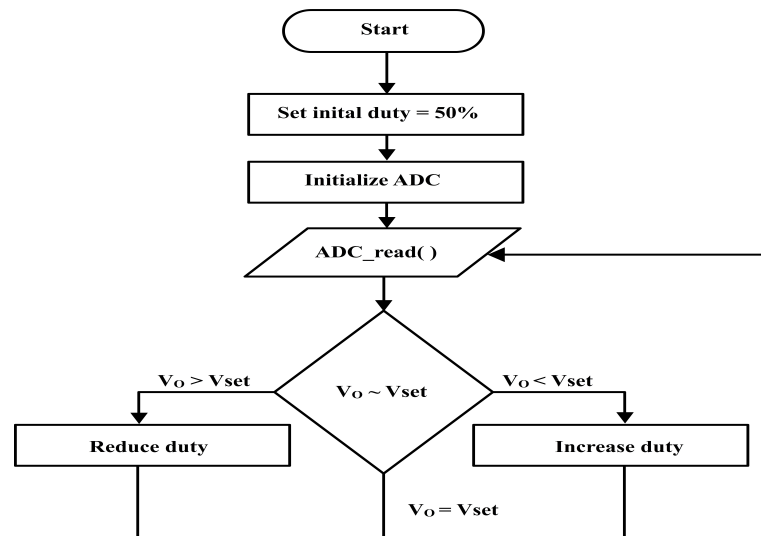 Start
Set inital duty = 50%
Initialize ADC
ADC_read( )
Vo > Vset
Vo ~ Vset
Vo < Vset
Reduce duty
Increase duty
Vo = Vset